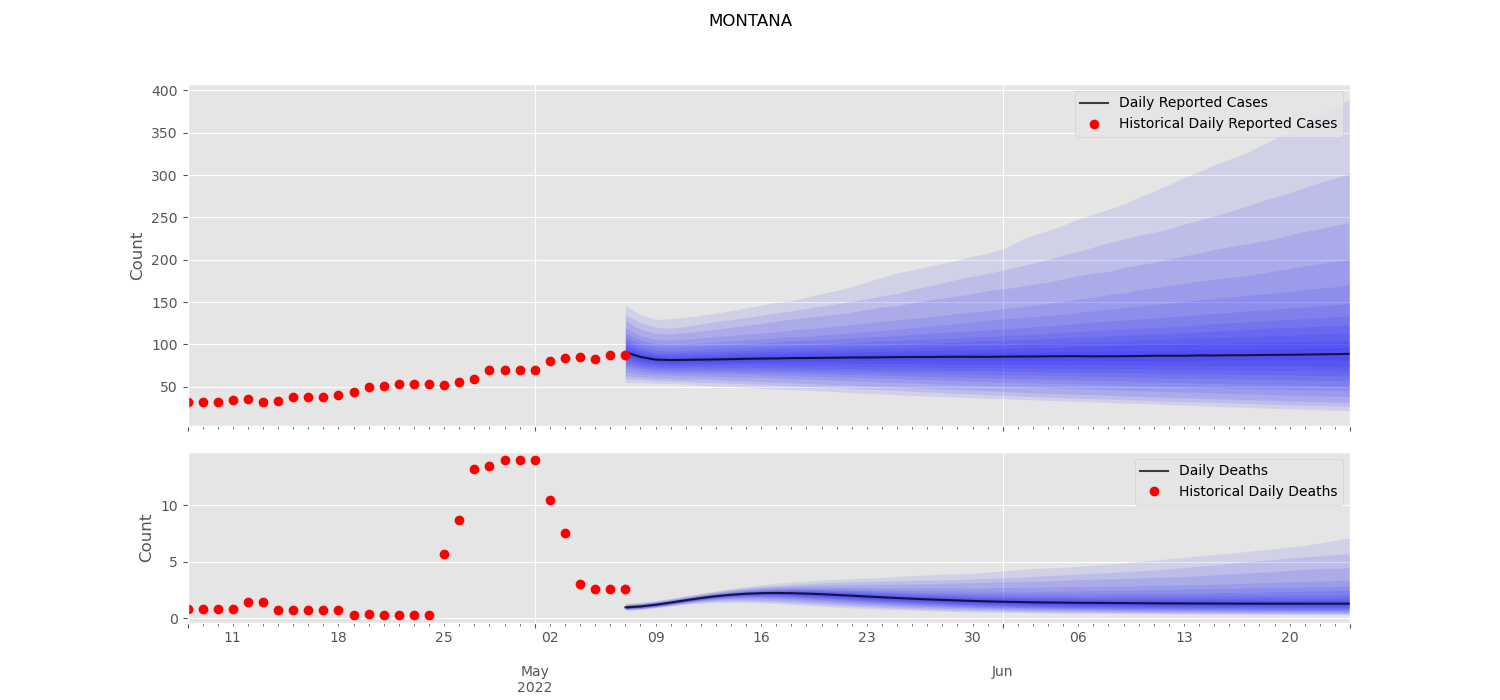 MONTANA
400
350
300
250
200
150
100
50
Count
Daily Reported Cases
Historical Daily Reported Cases
10
5
0
Count
Daily Deaths
Historical Daily Deaths
11 18 25 02 09 16 23 30 06 13 20
May Jun
2022